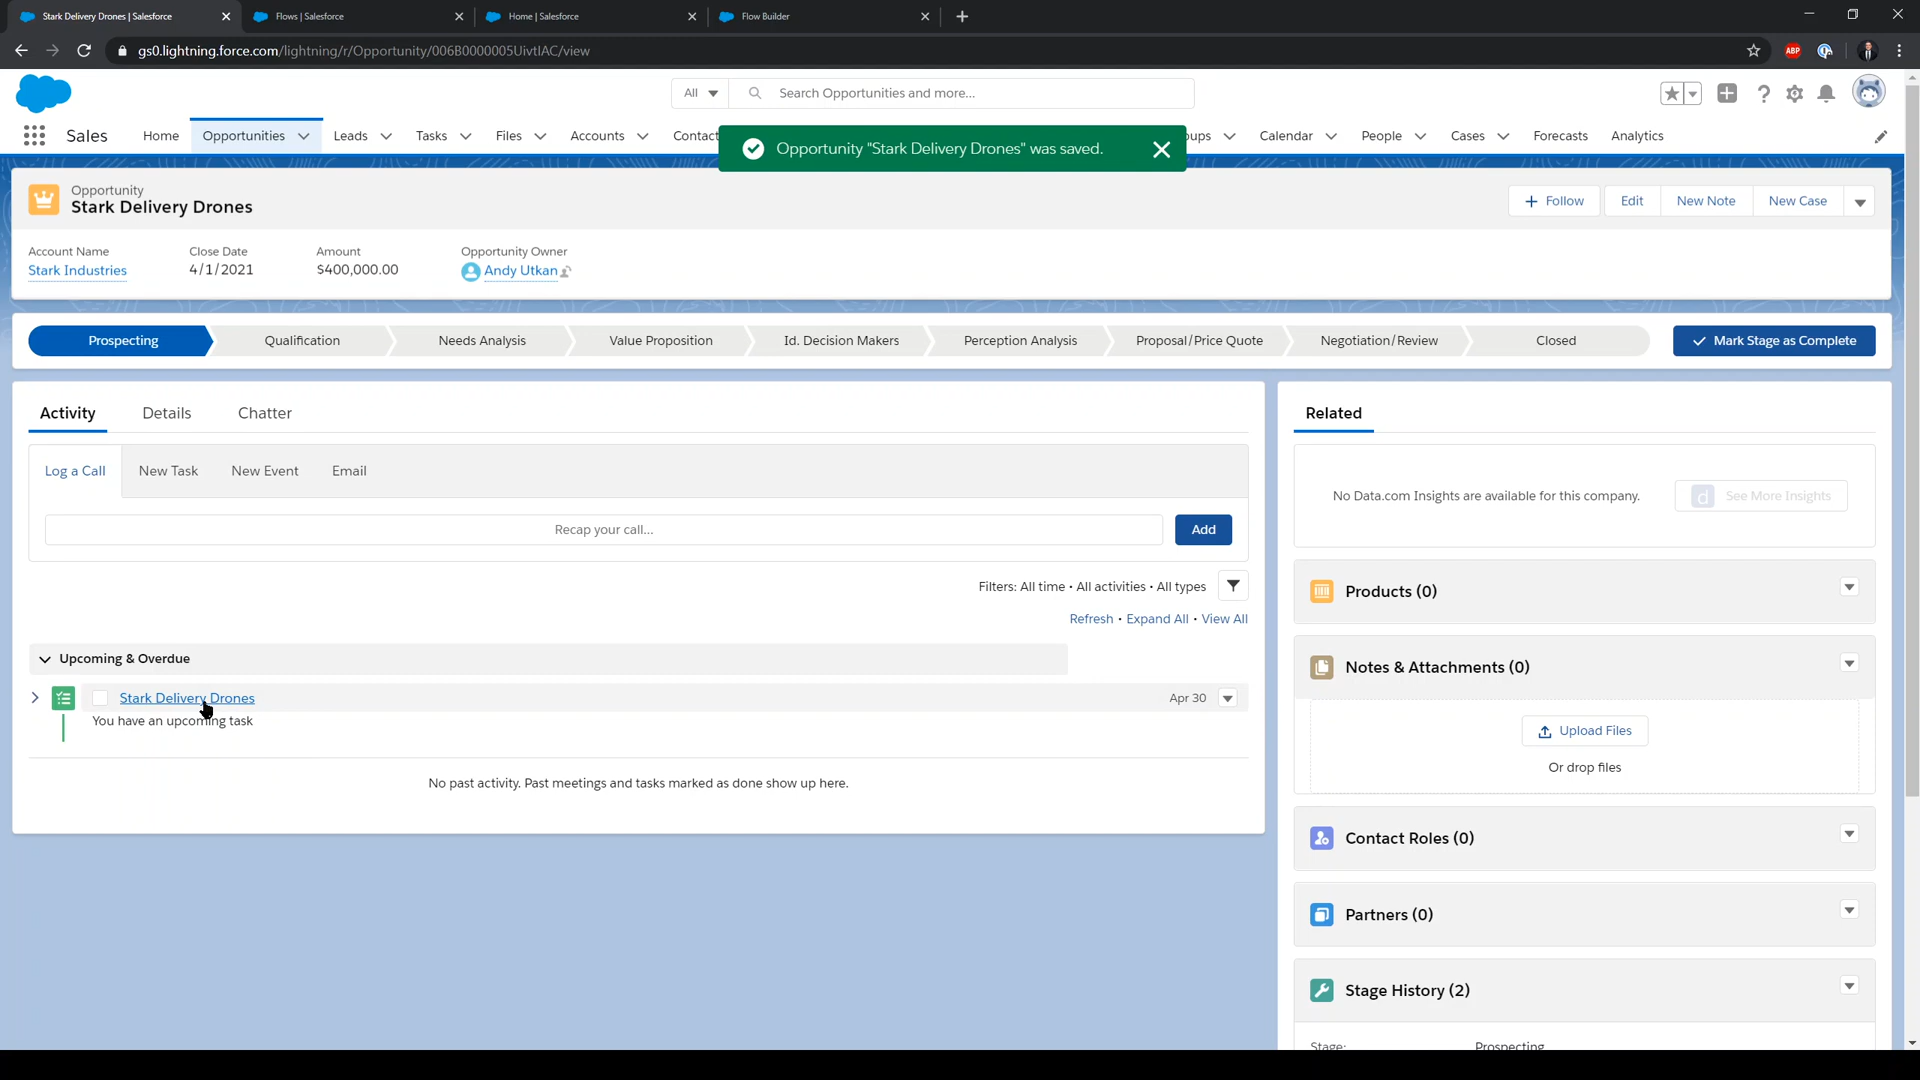 Stark Delivery Drones | Salesforce
Flows | Salesforce
Home | Salesforce
Flow Builder
gs0.lightning.force.com/lightning/r/Opportunity/006B0000005UivtIAC/view
ABP
All
Search Opportunities and more...
Sales
Home
Opportunities
Leads
Tasks
Files
Accounts
Contact
ups
Calendar
People
Cases
Forecasts
Analytics
Opportunity "Stark Delivery Drones" was saved.
Opportunity
Stark Delivery Drones
Follow
Edit
New Note
New Case
Account Name
Close Date
Amount
Opportunity Owner
Stark Industries
4/1/2021
$400,000.00
Andy Utkan
Prospecting
Qualification
Needs Analysis
Value Proposition
Id. Decision Makers
Perception Analysis
Proposal/Price Quote
Negotiation/Review
Closed
Mark Stage as Complete
Activity
Details
Chatter
Log a Call
New Task
New Event
Email
Recap your call...
Add
Filters: All time • All activities • All types
Refresh • Expand All • View All
Upcoming & Overdue
Stark Delivery Drones
Apr 30
You have an upcoming task
No past activity. Past meetings and tasks marked as done show up here.
Related
No Data.com Insights are available for this company.
d
See More Insights
Products (0)
Notes & Attachments (0)
Upload Files
Or drop files
Contact Roles (0)
Partners (0)
Stage History (2)
Stage:
Prospecting